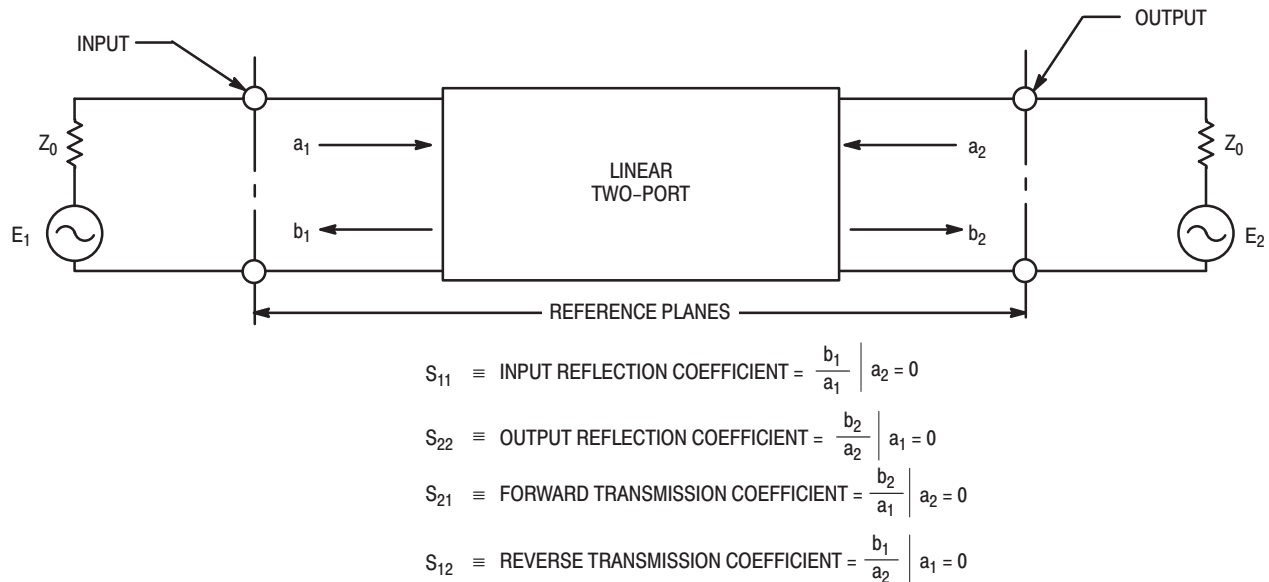 INPUT
OUTPUT
Z0
a1
LINEAR
TWO–PORT
a2
Z0
E1
b1
b2
E2
REFERENCE PLANES
S11 ≡ INPUT REFLECTION COEFFICIENT = b1/a1 | a2 = 0
S22 ≡ OUTPUT REFLECTION COEFFICIENT = b2/a2 | a1 = 0
S21 ≡ FORWARD TRANSMISSION COEFFICIENT = b2/a1 | a2 = 0
S12 ≡ REVERSE TRANSMISSION COEFFICIENT = b1/a2 | a1 = 0